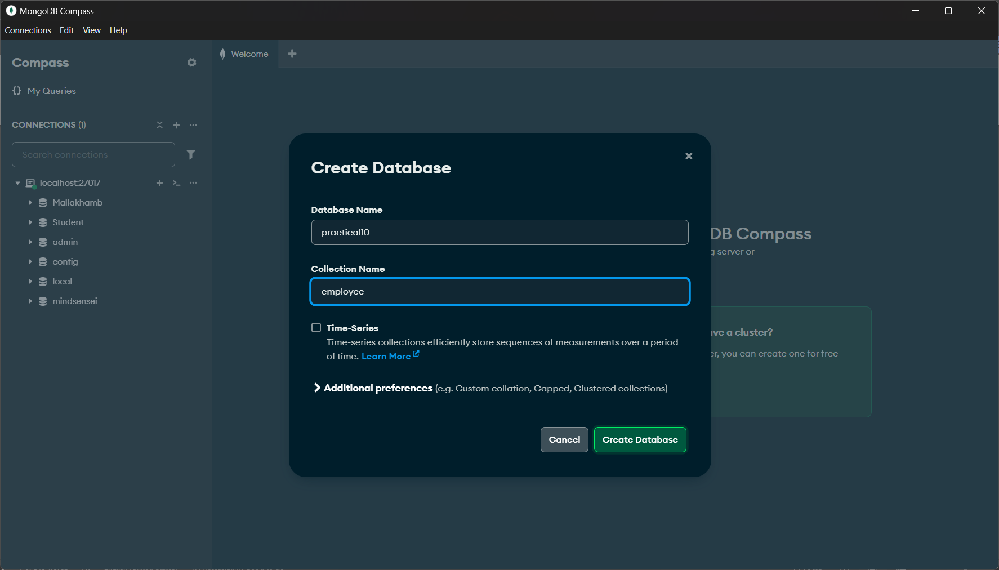 MongoDB Compass
Connections Edit View Help
Compass
My Queries
CONNECTIONS (1)
Search connections
localhost:27017
Mallakhamb
Student
admin
config
local
mindsensei
Welcome
DB Compass
g server or
ave a cluster?
er, you can create one for free
Create Database
Database Name
practical10
Collection Name
employee
Time-Series
Time-series collections efficiently store sequences of measurements over a period
of time. Learn More
Additional preferences (e.g. Custom collation, Capped, Clustered collections)
Cancel Create Database